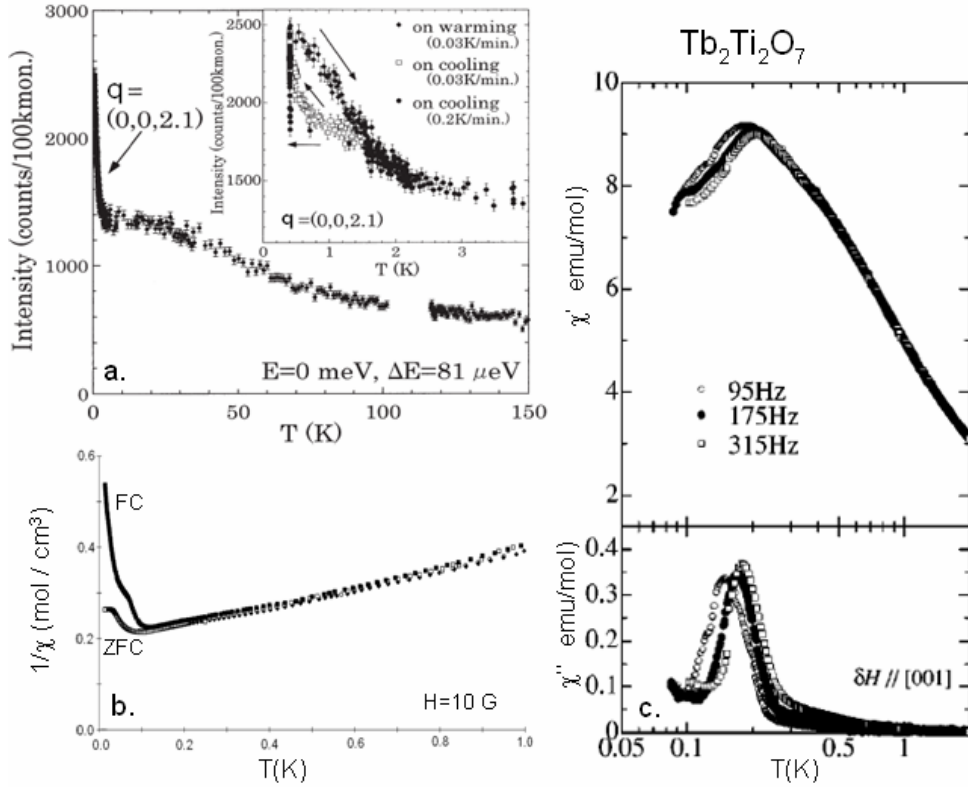 Intensity (counts/100kmon.)
3000
2000
1000
0
q=
(0,0,2.1)
a.
E=0 meV, ΔE=81 μeV
0
50
100
150
T (K)
Intensity (counts/100kmon.)
2500
2000
1500
on warming
(0.03K/min.)
on cooling
(0.03K/min.)
on cooling
(0.2K/min.)
q=(0,0,2.1)
0
1
2
3
T (K)
1/χ (mol / cm³)
0.6
0.4
0.2
0.0
FC
ZFC
b.
H=10 G
0.0
0.2
0.4
0.6
0.8
1.0
T(K)
Tb₂Ti₂O₇
χ' emu/mol
10
8
6
4
2
95Hz
175Hz
315Hz
χ'' emu/mol
0.4
0.3
0.2
0.1
0
δH // [001]
c.
0.05
0.1
0.5
1
T(K)